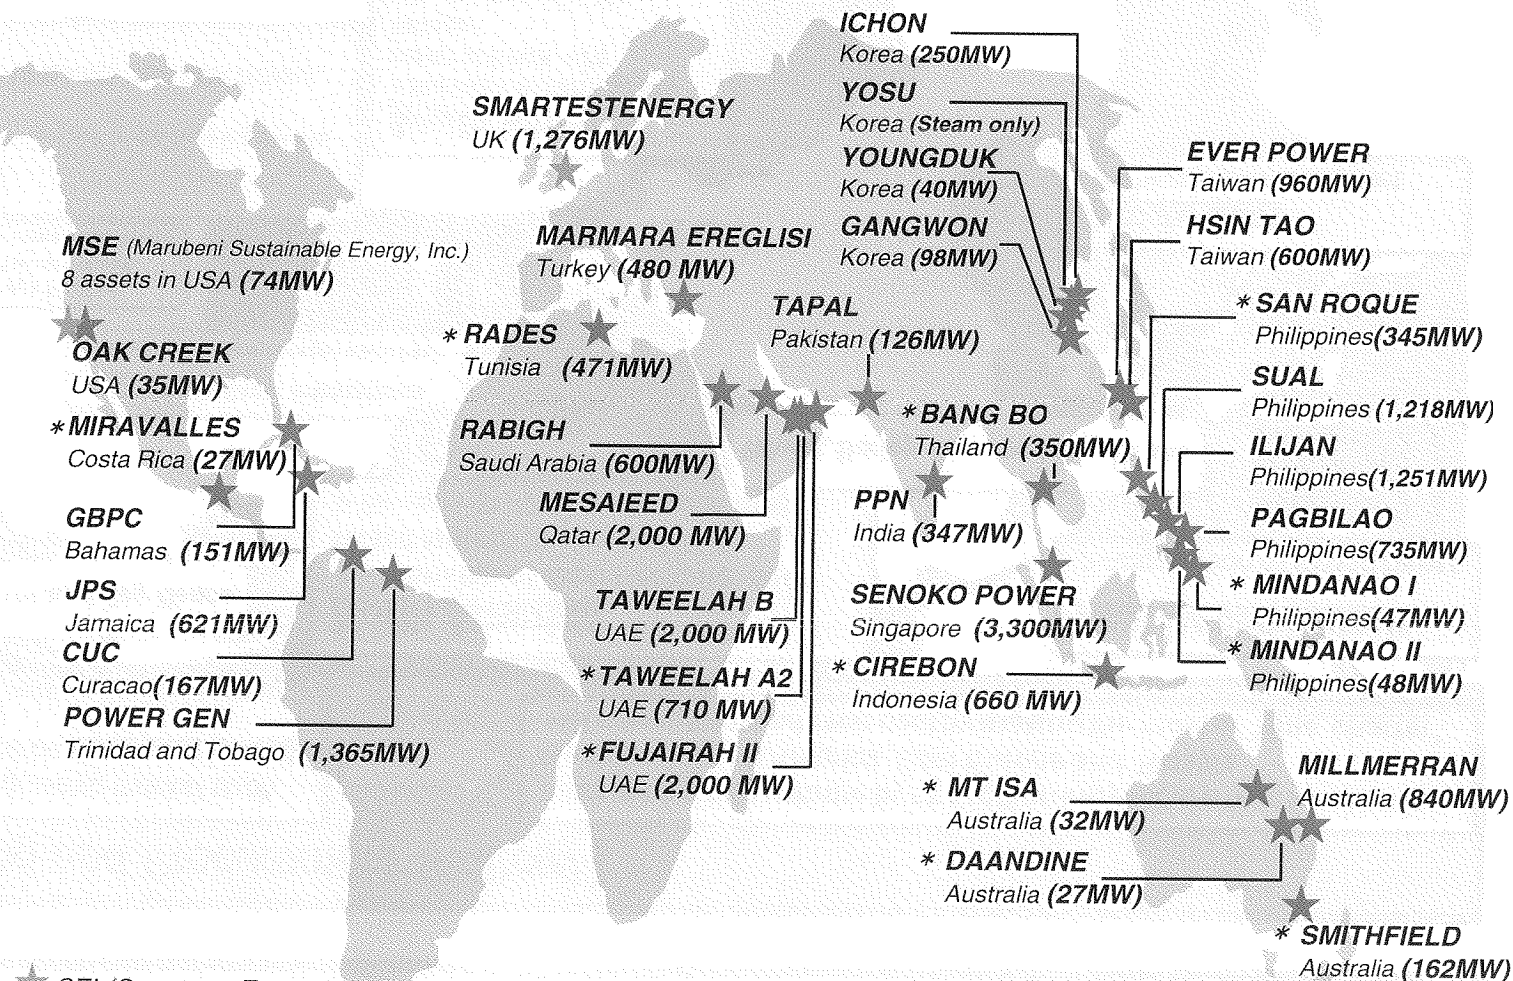 ICHON
Korea (250MW)
YOSU
Korea (Steam only)
YOUNGDUK
Korea (40MW)
GANGWON
Korea (98MW)
SMARTESTENERGY
UK (1,276MW)
EVER POWER
Taiwan (960MW)
HSIN TAO
Taiwan (600MW)
MSE (Marubeni Sustainable Energy, Inc.)
8 assets in USA (74MW)
MARMARA EREGLISI
Turkey (480 MW)
TAPAL
Pakistan (126MW)
* SAN ROQUE
Philippines(345MW)
* RADES
Tunisia (471MW)
OAK CREEK
USA (35MW)
SUAL
Philippines (1,218MW)
*MIRAVALLES
Costa Rica (27MW)
RABIGH
Saudi Arabia (600MW)
*BANG BO
Thailand (350MW)
ILIJAN
Philippines(1,251MW)
MESAIEED
Qatar (2,000 MW)
PPN
India (347MW)
GBPC
Bahamas (151MW)
PAGBILAO
Philippines(735MW)
JPS
Jamaica (621MW)
TAWEELAH B
UAE (2,000 MW)
SENOKO POWER
Singapore (3,300MW)
* MINDANAO I
Philippines(47MW)
CUC
Curacao(167MW)
*TAWEELAH A2
UAE (710 MW)
* CIREBON
Indonesia (660 MW)
* MINDANAO II
Philippines(48MW)
POWER GEN
Trinidad and Tobago (1,365MW)
*FUJAIRAH II
UAE (2,000 MW)
* MT ISA
Australia (32MW)
MILLMERRAN
Australia (840MW)
* DAANDINE
Australia (27MW)
* SMITHFIELD
Australia (162MW)